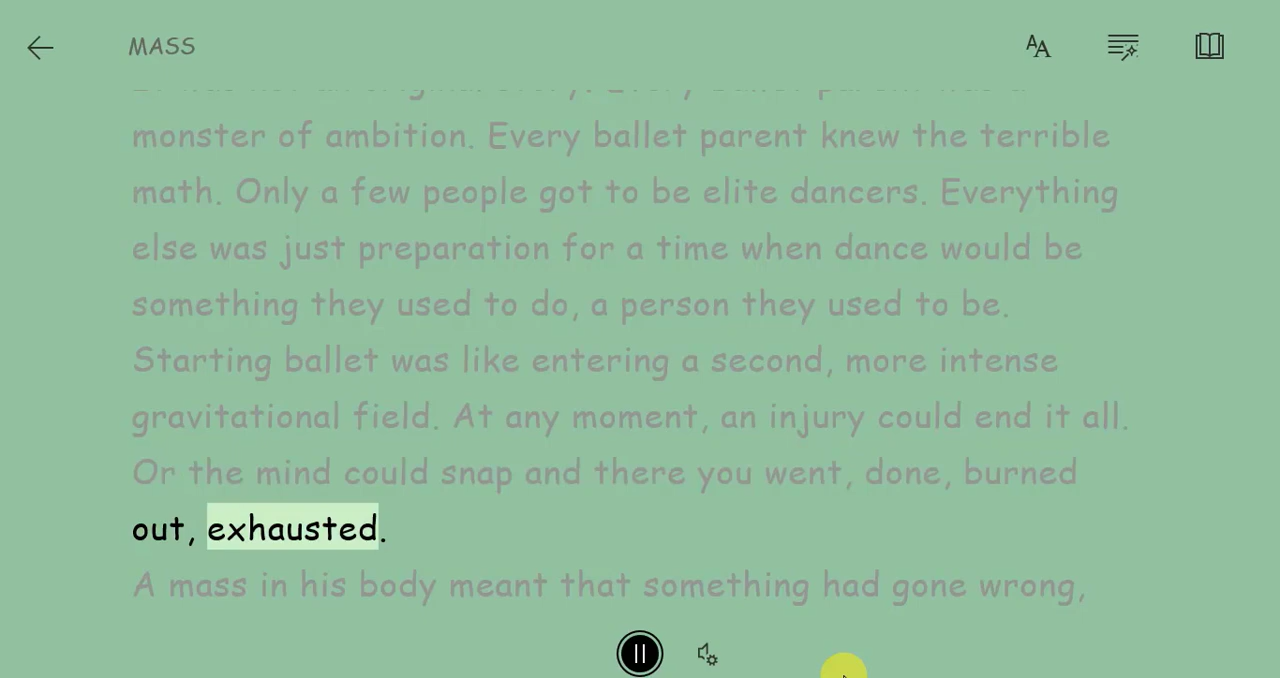 MASS
monster of ambition. Every ballet parent knew the terrible
math. Only a few people got to be elite dancers. Everything
else was just preparation for a time when dance would be
something they used to do, a person they used to be.
Starting ballet was like entering a second, more intense
gravitational field. At any moment, an injury could end it all.
Or the mind could snap and there you went, done, burned
out, exhausted.
A mass in his body meant that something had gone wrong,